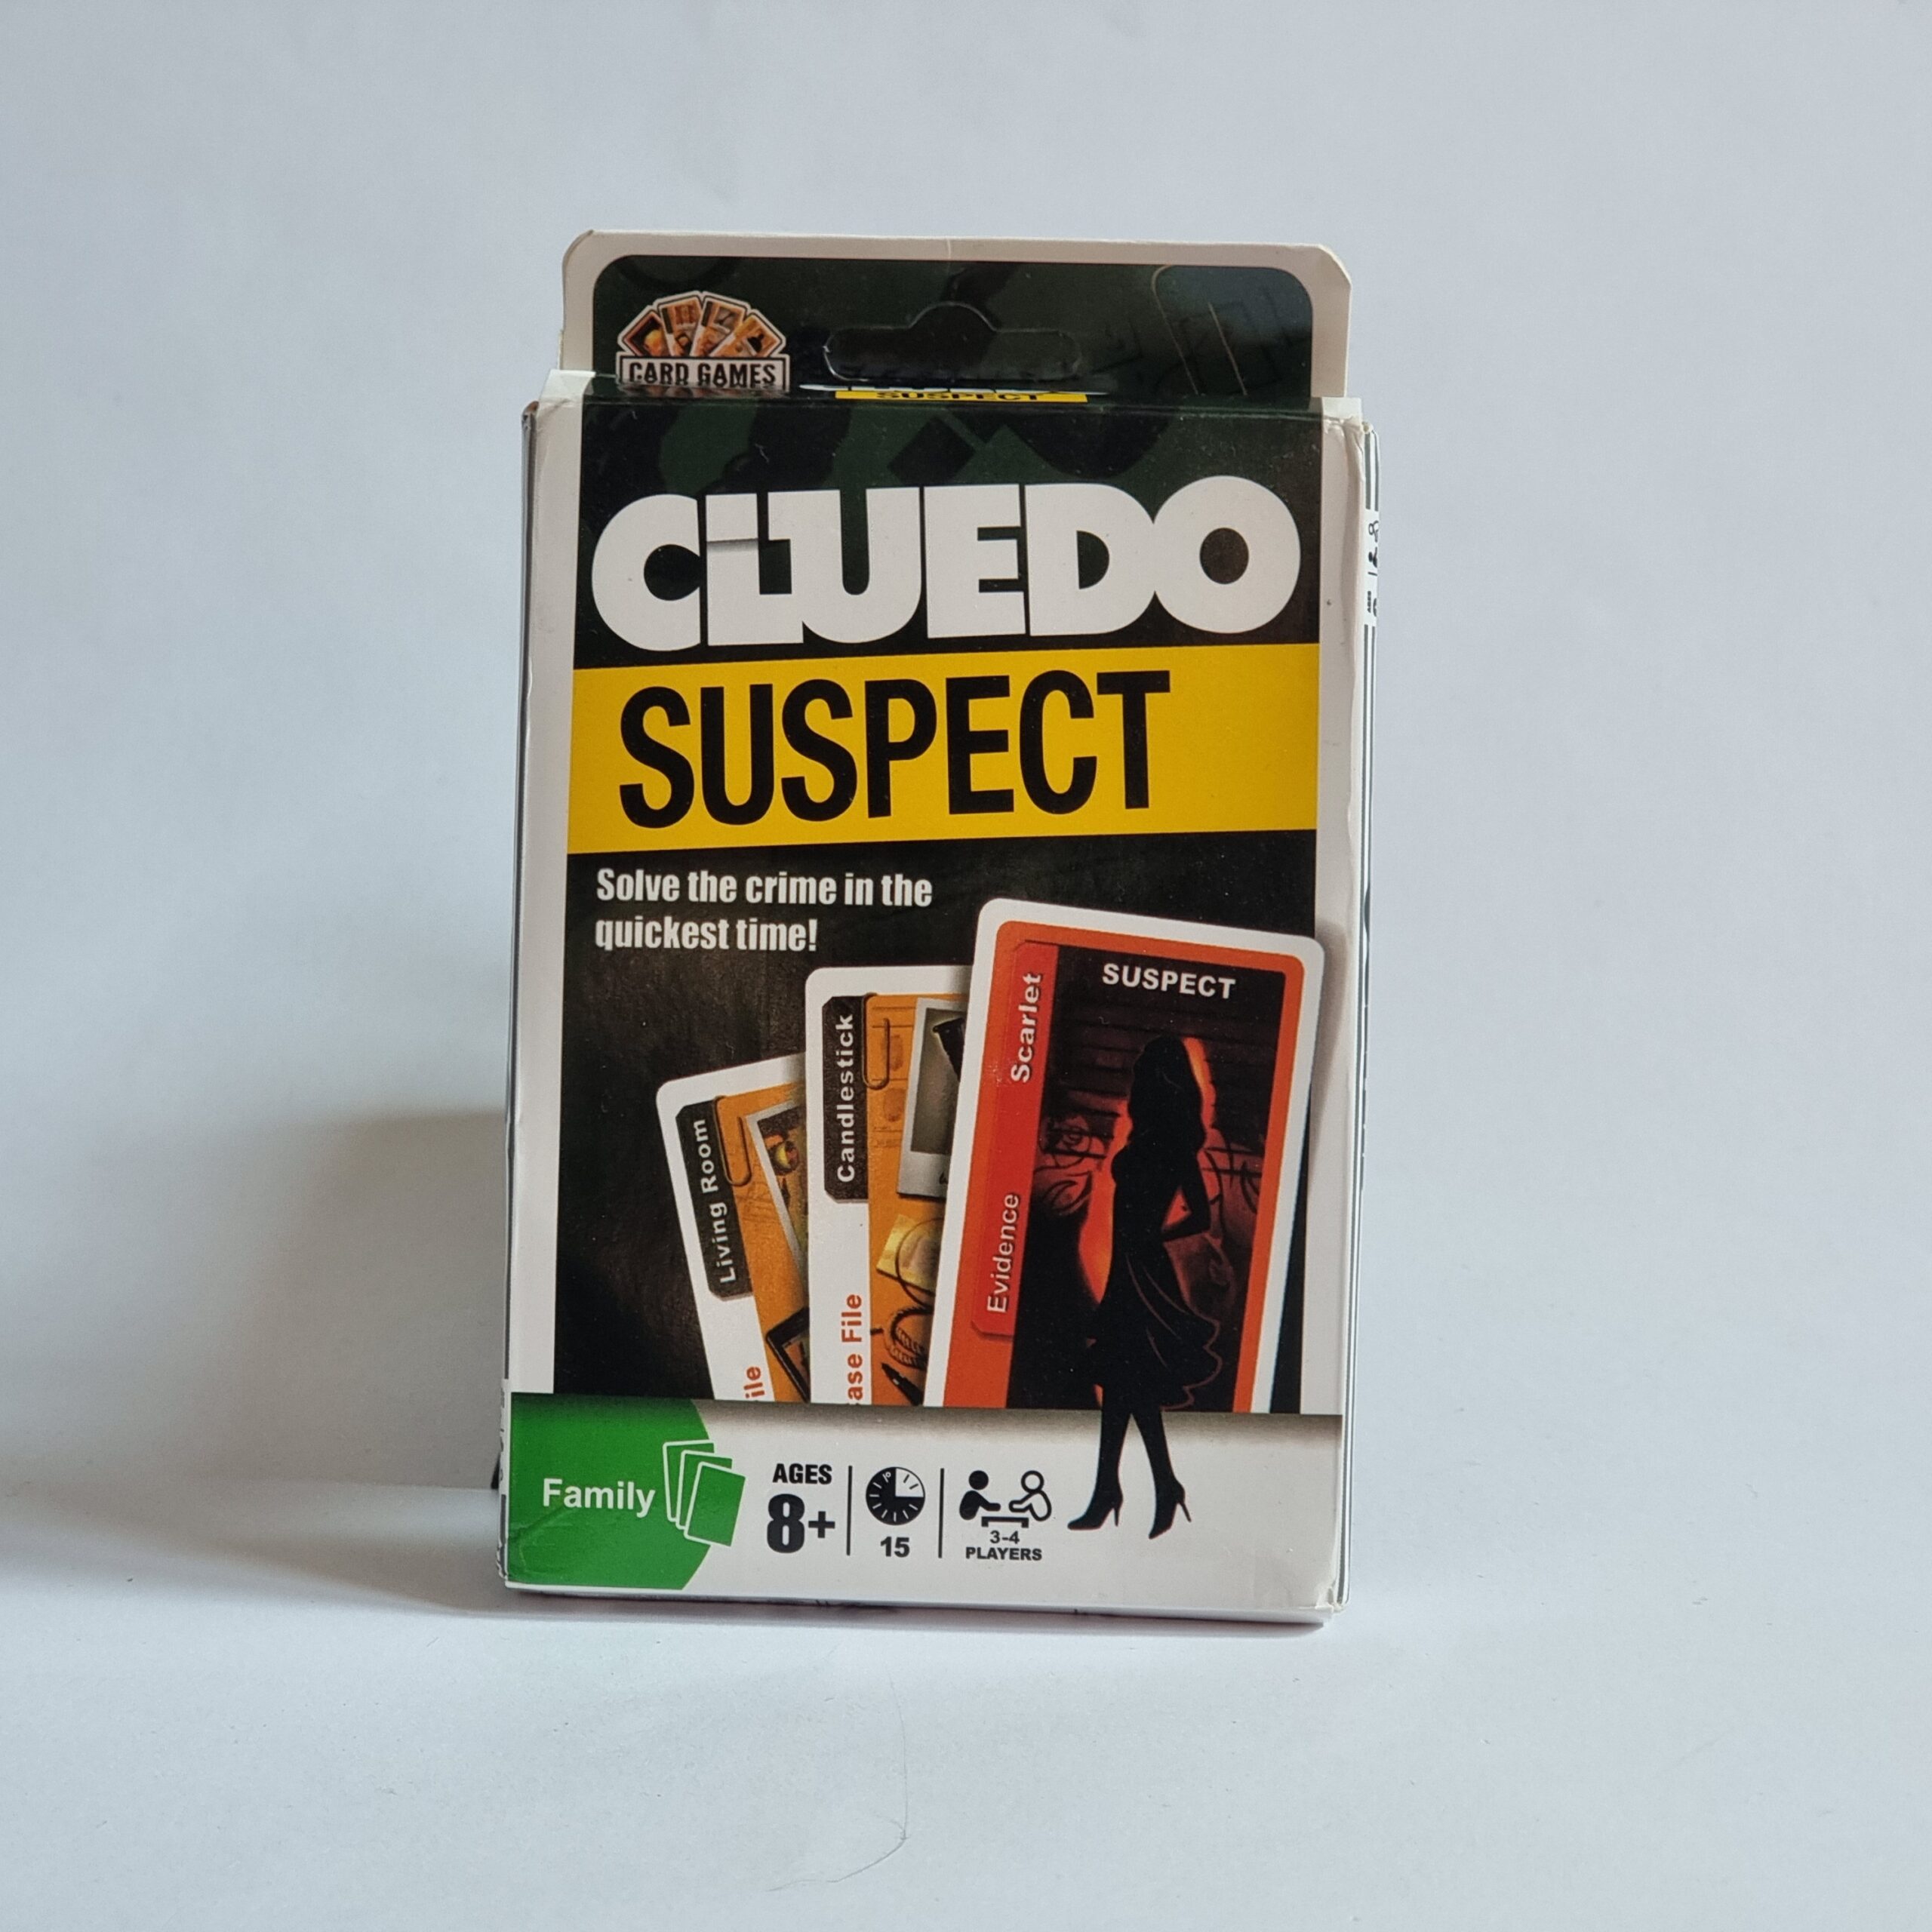 CARD GAMES
SUSPECT
CLUEDO
SUSPECT
Solve the crime in the
quickest time!
SUSPECT
Scarlet
Evidence
Candlestick
ase File
Living Room
ile
Family
AGES
8+
15
3-4
PLAYERS